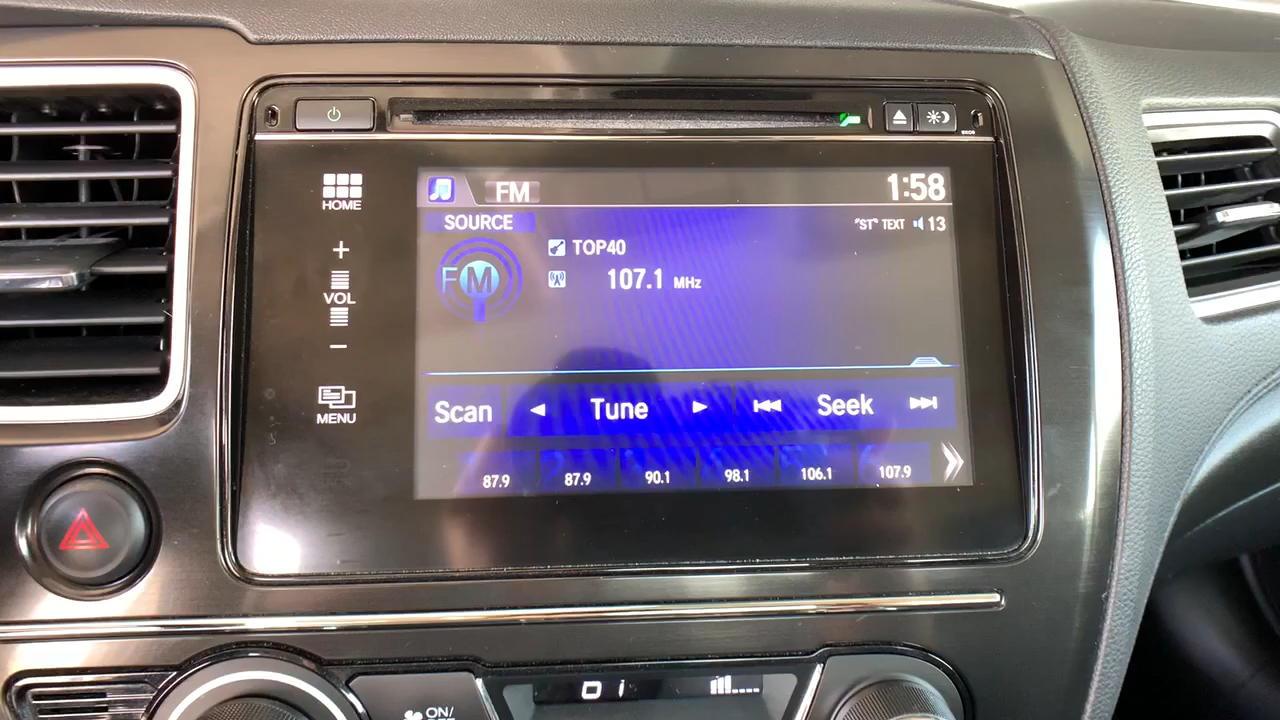 FM
1:58
HOME
SOURCE
"ST" TEXT 13
TOP40
FM
107.1 MHz
+
VOL
−
MENU
Scan Tune Seek
87.9 87.9 90.1 98.1 106.1 107.9
ON/